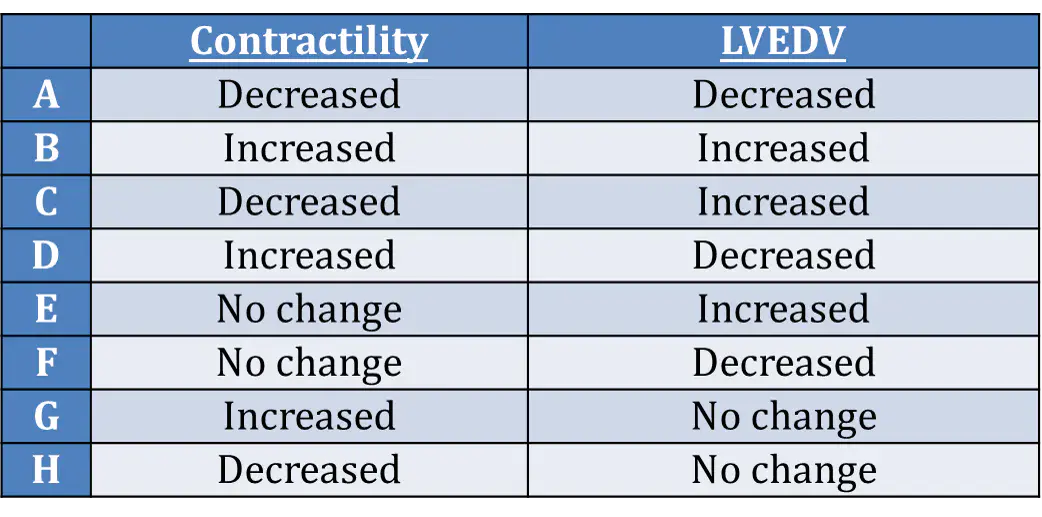 Contractility LVEDV
A Decreased Decreased
B Increased Increased
C Decreased Increased
D Increased Decreased
E No change Increased
F No change Decreased
G Increased No change
H Decreased No change